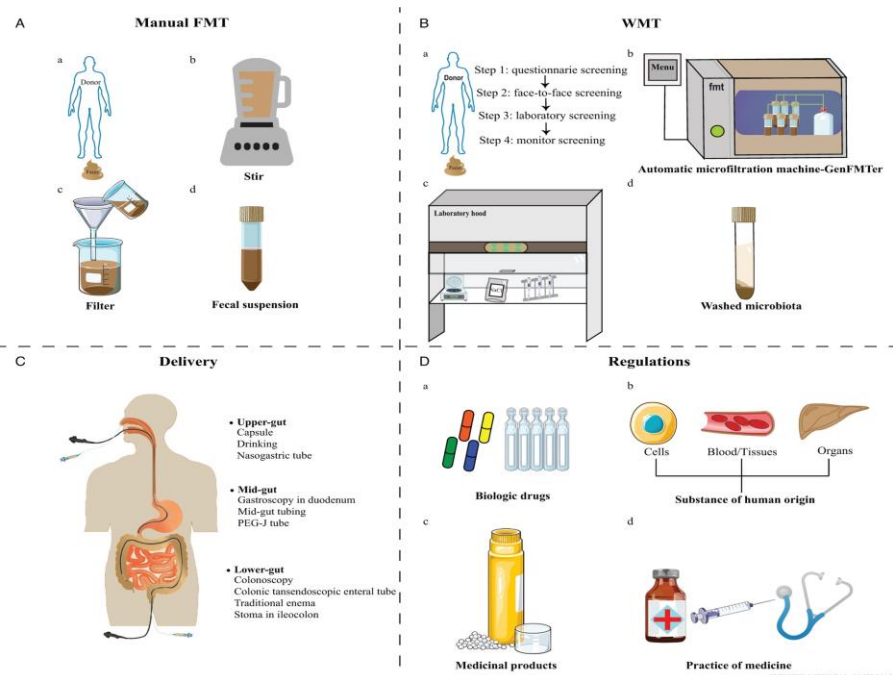 A
Manual FMT
a
Donor
Feces
b
Stir
c
Filter
d
Fecal suspension
B
WMT
a
Donor
Feces
Step 1: questionnarie screening
Step 2: face-to-face screening
Step 3: laboratory screening
Step 4: monitor screening
b
Menu
fmt
Automatic microfiltration machine-GenFMTer
c
Laboratory hood
d
Washed microbiota
C
Delivery
• Upper-gut
Capsule
Drinking
Nasogastric tube
• Mid-gut
Gastroscopy in duodenum
Mid-gut tubing
PEG-J tube
• Lower-gut
Colonoscopy
Colonic tansendoscopic enteral tube
Traditional enema
Stoma in ileocolon
D
Regulations
a
Biologic drugs
b
Cells
Blood/Tissues
Organs
Substance of human origin
c
Medicinal products
d
Practice of medicine